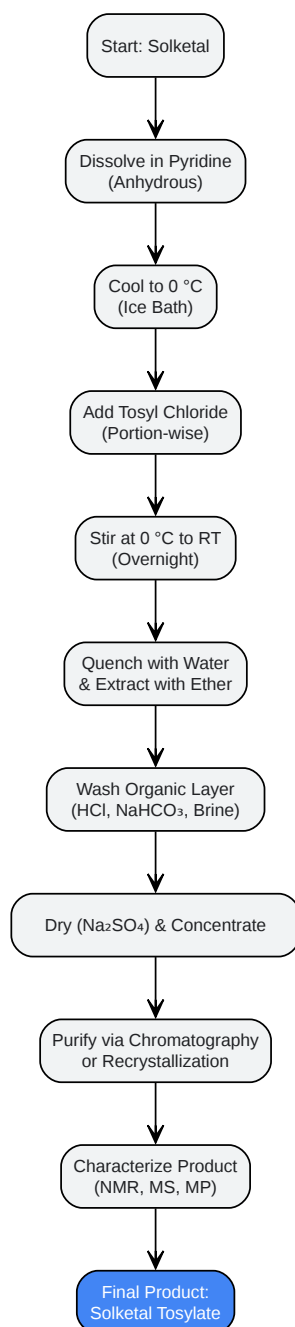 Start: Solketal
Dissolve in Pyridine
(Anhydrous)
Cool to 0 °C
(Ice Bath)
Add Tosyl Chloride
(Portion-wise)
Stir at 0 °C to RT
(Overnight)
Quench with Water
& Extract with Ether
Wash Organic Layer
(HCl, NaHCO₃, Brine)
Dry (Na₂SO₄) & Concentrate
Purify via Chromatography
or Recrystallization
Characterize Product
(NMR, MS, MP)
Final Product:
Solketal Tosylate